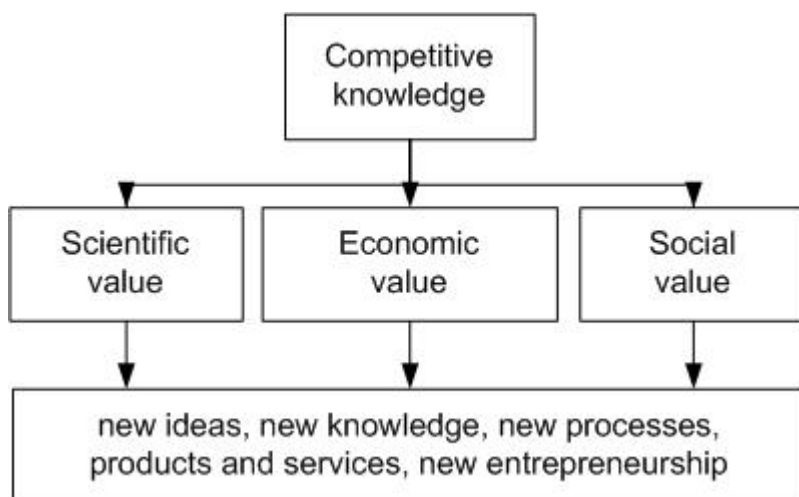 Competitive
knowledge
Scientific
value
Economic
value
Social
value
new ideas, new knowledge, new processes,
products and services, new entrepreneurship